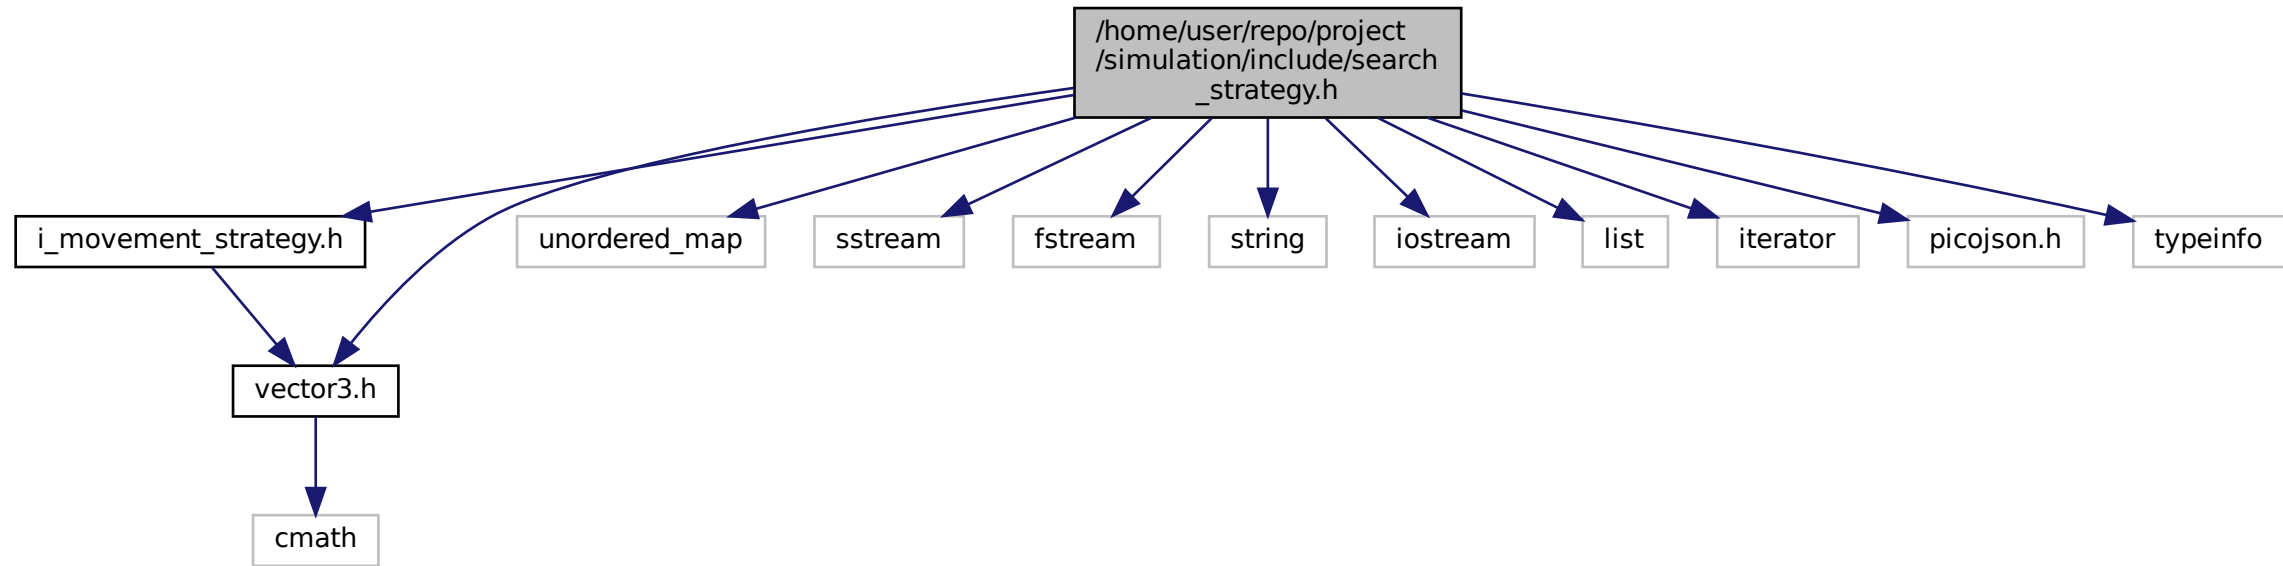 /home/user/repo/project
/simulation/include/search
_strategy.h
i_movement_strategy.h
unordered_map
sstream
fstream
string
iostream
list
iterator
picojson.h
typeinfo
vector3.h
cmath